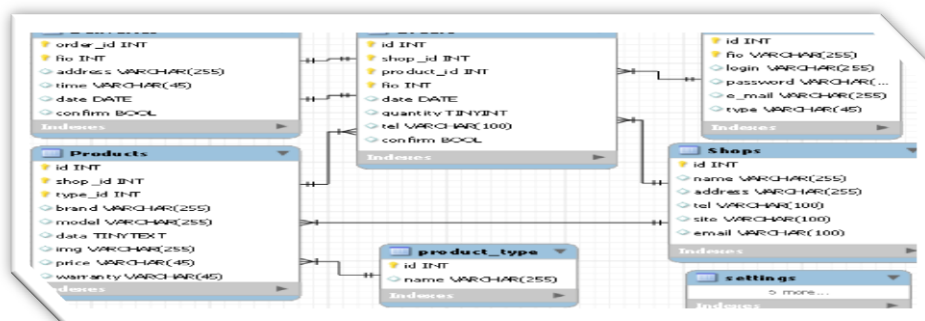 order_id INT
fio INT
address VARCHAR(255)
time VARCHAR(45)
date DATE
confirm BOOL
Indexes
id INT
shop_id INT
product_id INT
fio INT
date DATE
quantity TINYINT
tel VARCHAR(100)
confirm BOOL
Indexes
id INT
fio INT
login VARCHAR(255)
password VARCHAR(...
e_mail VARCHAR(255)
type VARCHAR(45)
Indexes
Products
id INT
shop_id INT
type_id INT
brand VARCHAR(255)
model VARCHAR(255)
data TINYTEXT
img VARCHAR(255)
price VARCHAR(45)
warranty VARCHAR(45)
Indexes
product_type
id INT
name VARCHAR(255)
Indexes
Shops
id INT
name VARCHAR(255)
address VARCHAR(255)
tel VARCHAR(100)
site VARCHAR(100)
email VARCHAR(100)
Indexes
settings
5 more...
Indexes